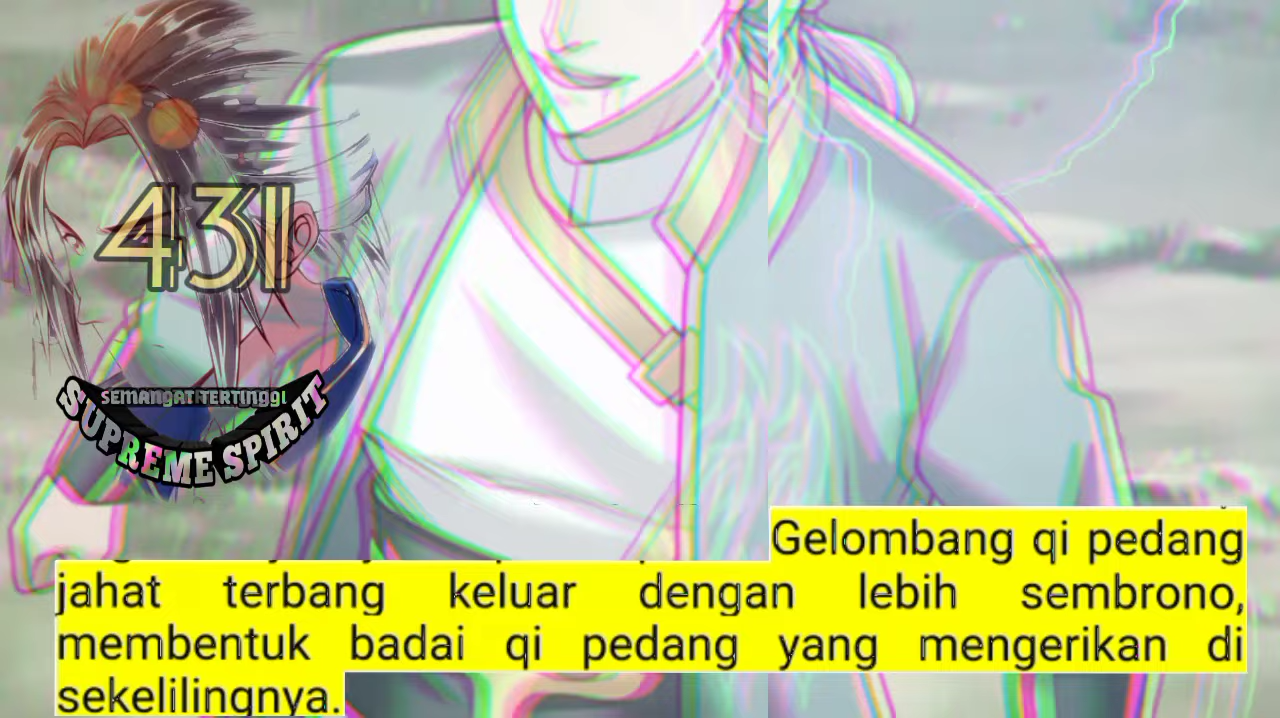 431
SEMANGAT TERTINGGI
SUPREME SPIRIT
Gelombang qi pedang
jahat terbang keluar dengan lebih sembrono,
membentuk badai qi pedang yang mengerikan di
sekelilingnya.